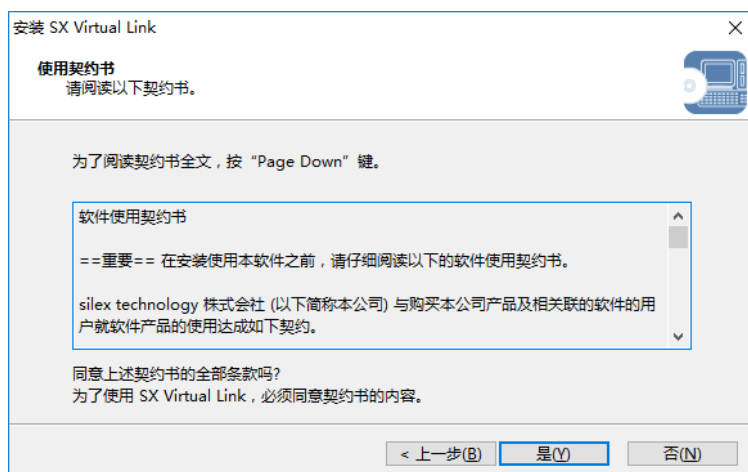 安装 SX Virtual Link
使用契约书
请阅读以下契约书。
为了阅读契约书全文，按“Page Down”键。
软件使用契约书
==重要== 在安装使用本软件之前，请仔细阅读以下的软件使用契约书。
silex technology 株式会社 (以下简称本公司) 与购买本公司产品及相关联的软件的用
户就软件产品的使用达成如下契约。
同意上述契约书的全部条款吗?
为了使用 SX Virtual Link，必须同意契约书的内容。
< 上一步(B)
是(Y)
否(N)